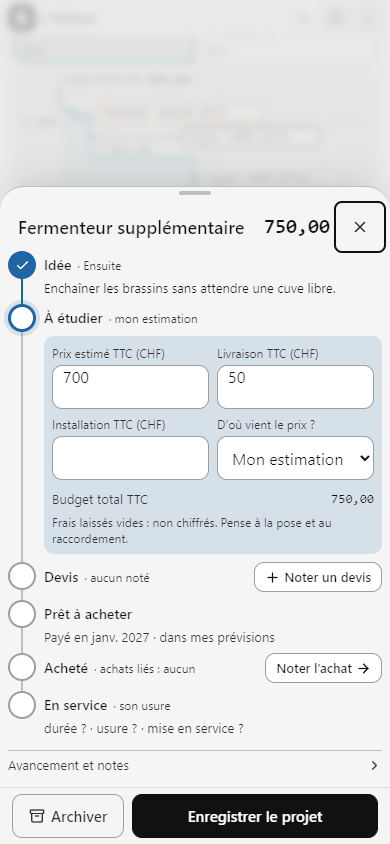 Fermenteur supplémentaire 750,00
Idée · Ensuite
Enchaîner les brassins sans attendre une cuve libre.
À étudier · mon estimation
Prix estimé TTC (CHF) Livraison TTC (CHF)
700 50
Installation TTC (CHF) D'où vient le prix ?
Mon estimation
Budget total TTC 750,00
Frais laissés vides : non chiffrés. Pense à la pose et au
raccordement.
Devis · aucun noté + Noter un devis
Prêt à acheter
Payé en janv. 2027 · dans mes prévisions
Acheté · achats liés : aucun Noter l'achat →
En service · son usure
durée ? · usure ? · mise en service ?
Avancement et notes
Archiver Enregistrer le projet